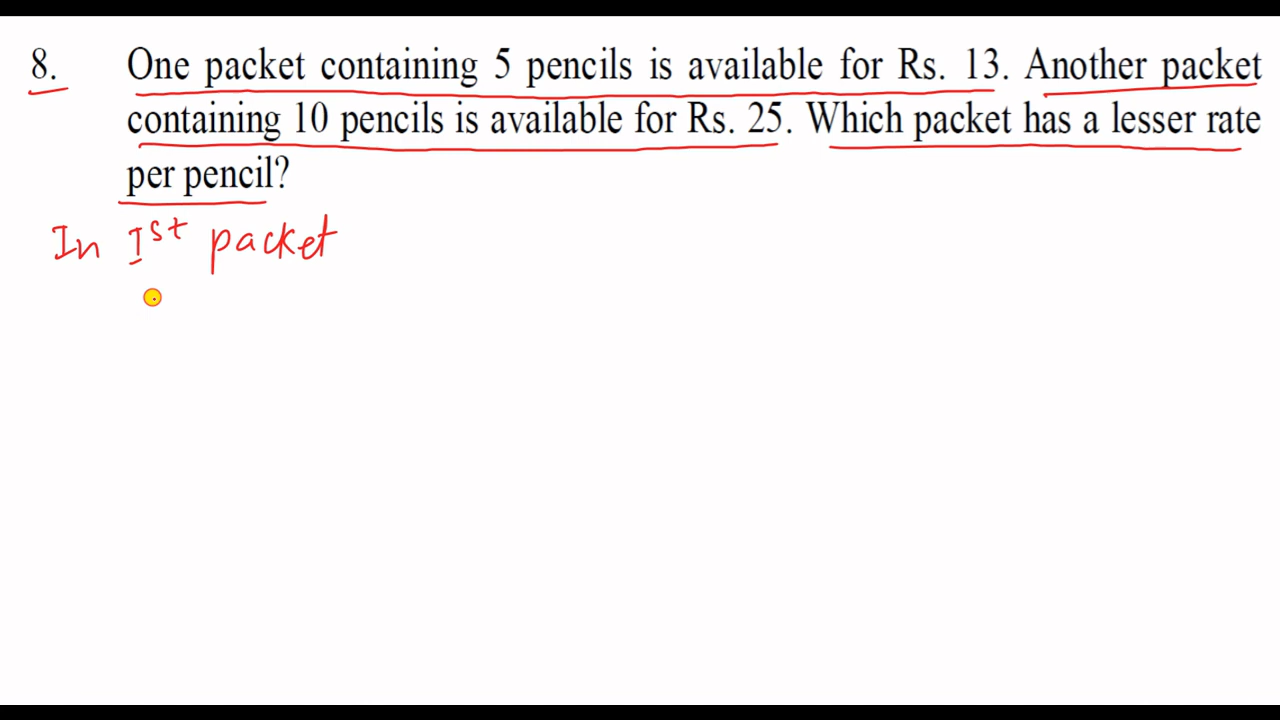 8. One packet containing 5 pencils is available for Rs. 13. Another packet
containing 10 pencils is available for Rs. 25. Which packet has a lesser rate
per pencil?
In Ist packet